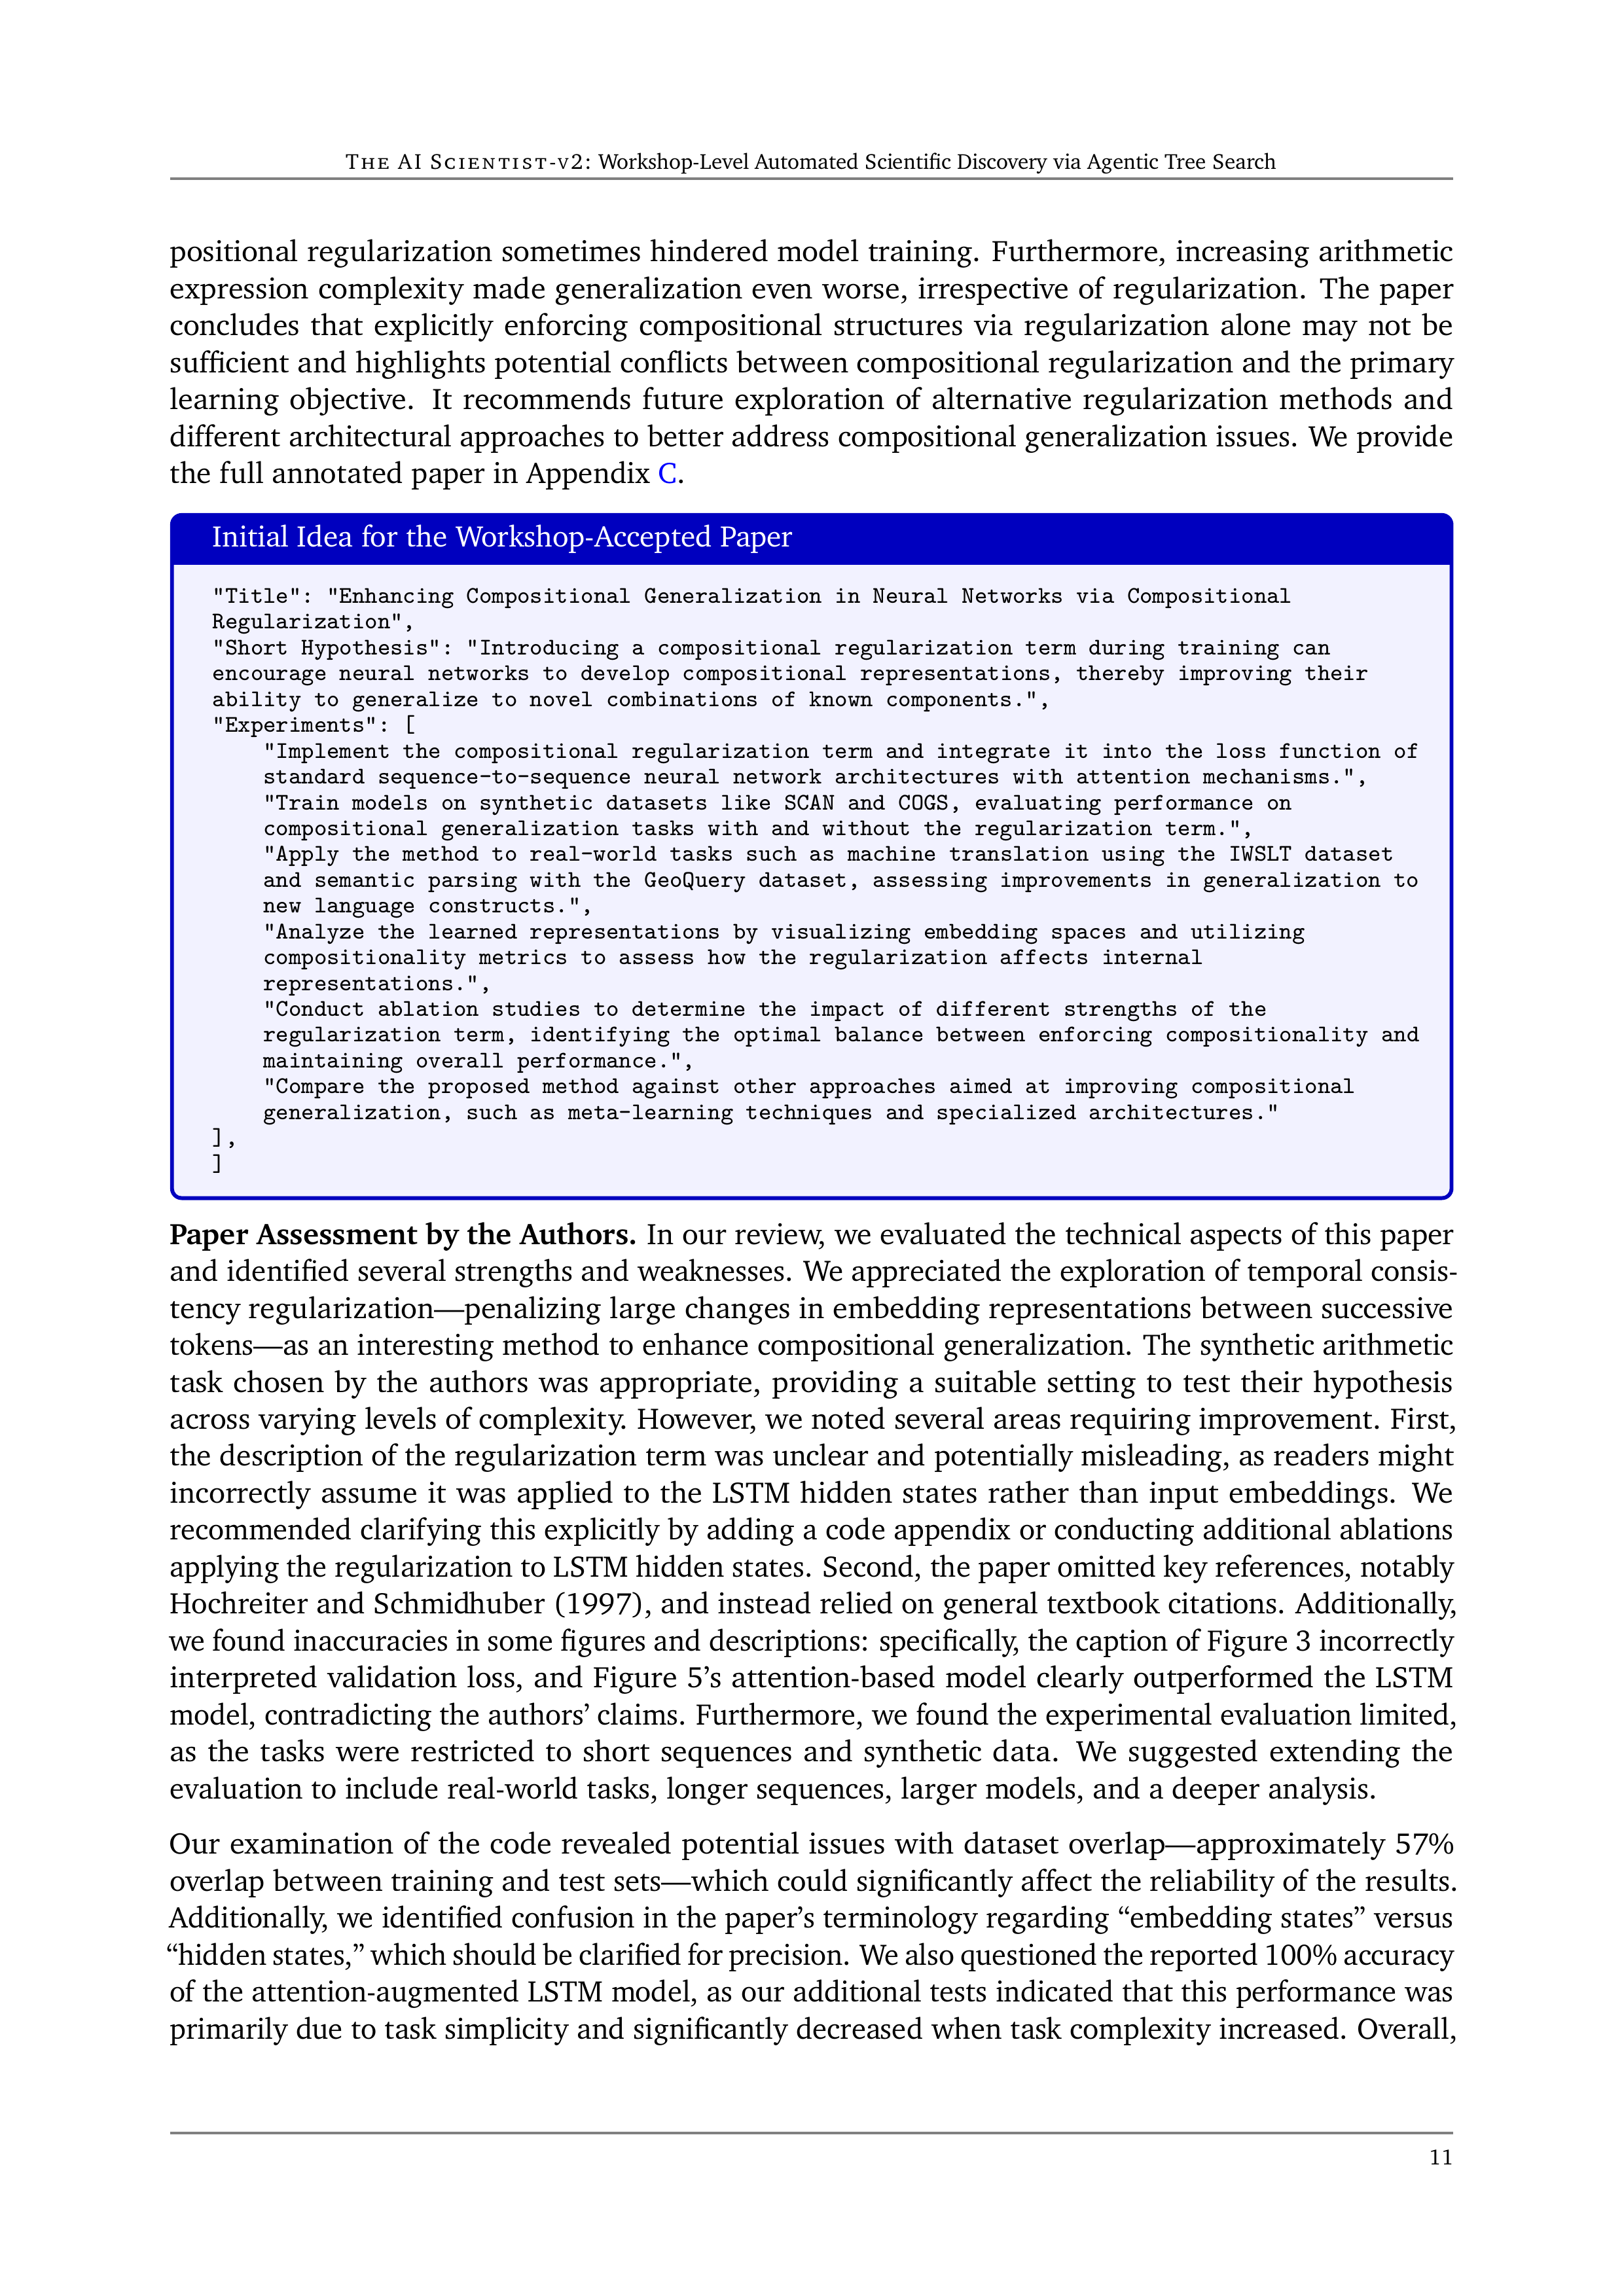 THE AI SCIENTIST-V2: Workshop-Level Automated Scientific Discovery via Agentic Tree Search
positional regularization sometimes hindered model training. Furthermore, increasing arithmetic
expression complexity made generalization even worse, irrespective of regularization. The paper
concludes that explicitly enforcing compositional structures via regularization alone may not be
sufficient and highlights potential conflicts between compositional regularization and the primary
learning objective. It recommends future exploration of alternative regularization methods and
different architectural approaches to better address compositional generalization issues. We provide
the full annotated paper in Appendix C.
Initial Idea for the Workshop-Accepted Paper
"Title": "Enhancing Compositional Generalization in Neural Networks via Compositional
Regularization",
"Short Hypothesis": "Introducing a compositional regularization term during training can
encourage neural networks to develop compositional representations, thereby improving their
ability to generalize to novel combinations of known components.",
"Experiments": [
"Implement the compositional regularization term and integrate it into the loss function of
standard sequence-to-sequence neural network architectures with attention mechanisms.",
"Train models on synthetic datasets like SCAN and COGS, evaluating performance on
compositional generalization tasks with and without the regularization term.",
"Apply the method to real-world tasks such as machine translation using the IWSLT dataset
and semantic parsing with the GeoQuery dataset, assessing improvements in generalization to
new language constructs.",
"Analyze the learned representations by visualizing embedding spaces and utilizing
compositionality metrics to assess how the regularization affects internal
representations.",
"Conduct ablation studies to determine the impact of different strengths of the
regularization term, identifying the optimal balance between enforcing compositionality and
maintaining overall performance.",
"Compare the proposed method against other approaches aimed at improving compositional
generalization, such as meta-learning techniques and specialized architectures."
],
]
Paper Assessment by the Authors. In our review, we evaluated the technical aspects of this paper
and identified several strengths and weaknesses. We appreciated the exploration of temporal consis-
tency regularization—penalizing large changes in embedding representations between successive
tokens—as an interesting method to enhance compositional generalization. The synthetic arithmetic
task chosen by the authors was appropriate, providing a suitable setting to test their hypothesis
across varying levels of complexity. However, we noted several areas requiring improvement. First,
the description of the regularization term was unclear and potentially misleading, as readers might
incorrectly assume it was applied to the LSTM hidden states rather than input embeddings. We
recommended clarifying this explicitly by adding a code appendix or conducting additional ablations
applying the regularization to LSTM hidden states. Second, the paper omitted key references, notably
Hochreiter and Schmidhuber (1997), and instead relied on general textbook citations. Additionally,
we found inaccuracies in some figures and descriptions: specifically, the caption of Figure 3 incorrectly
interpreted validation loss, and Figure 5’s attention-based model clearly outperformed the LSTM
model, contradicting the authors’ claims. Furthermore, we found the experimental evaluation limited,
as the tasks were restricted to short sequences and synthetic data. We suggested extending the
evaluation to include real-world tasks, longer sequences, larger models, and a deeper analysis.
Our examination of the code revealed potential issues with dataset overlap—approximately 57%
overlap between training and test sets—which could significantly affect the reliability of the results.
Additionally, we identified confusion in the paper’s terminology regarding “embedding states” versus
“hidden states,” which should be clarified for precision. We also questioned the reported 100% accuracy
of the attention-augmented LSTM model, as our additional tests indicated that this performance was
primarily due to task simplicity and significantly decreased when task complexity increased. Overall,
11